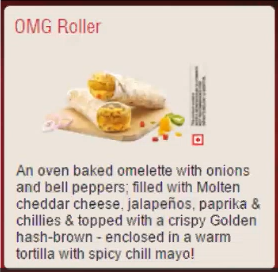 OMG Roller
An oven baked omelette with onions
and bell peppers; filled with Molten
cheddar cheese, jalapeños, paprika &
chillies & topped with a crispy Golden
hash-brown - enclosed in a warm
tortilla with spicy chill mayo!